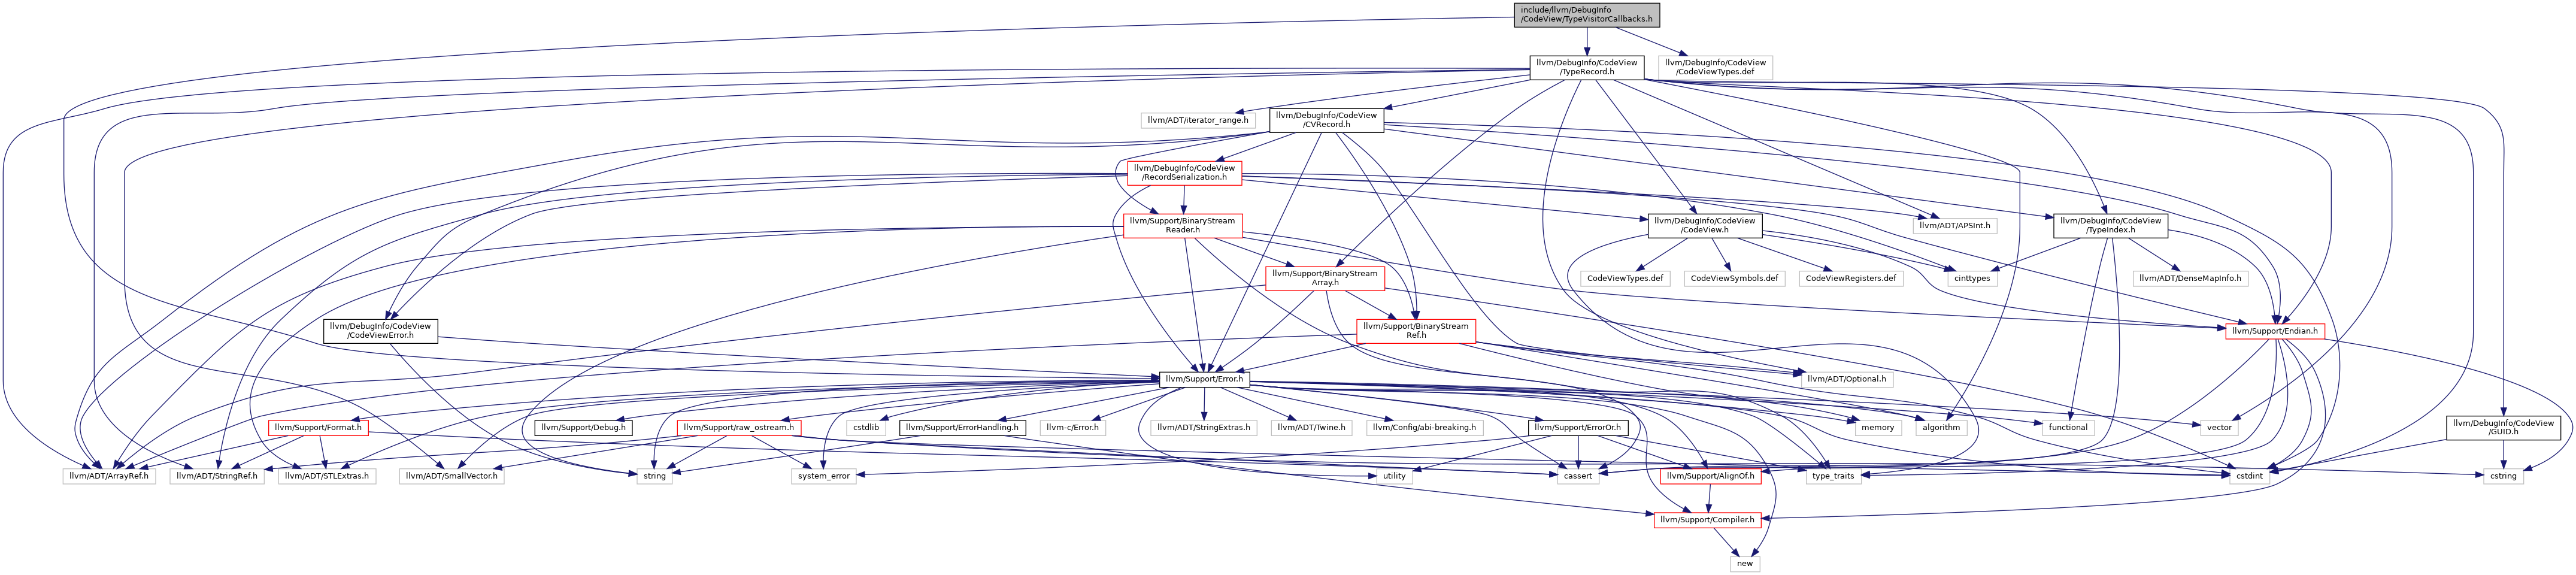 include/llvm/DebugInfo
/CodeView/TypeVisitorCallbacks.h
llvm/DebugInfo/CodeView
/TypeRecord.h
llvm/DebugInfo/CodeView
/CodeViewTypes.def
llvm/ADT/iterator_range.h
llvm/DebugInfo/CodeView
/CVRecord.h
llvm/DebugInfo/CodeView
/RecordSerialization.h
llvm/Support/BinaryStream
Reader.h
llvm/DebugInfo/CodeView
/CodeView.h
llvm/ADT/APSInt.h
llvm/DebugInfo/CodeView
/TypeIndex.h
llvm/Support/BinaryStream
Array.h
CodeViewTypes.def
CodeViewSymbols.def
CodeViewRegisters.def
cinttypes
llvm/ADT/DenseMapInfo.h
llvm/DebugInfo/CodeView
/CodeViewError.h
llvm/Support/BinaryStream
Ref.h
llvm/Support/Endian.h
llvm/Support/Error.h
llvm/ADT/Optional.h
llvm/Support/Format.h
llvm/Support/Debug.h
llvm/Support/raw_ostream.h
cstdlib
llvm/Support/ErrorHandling.h
llvm-c/Error.h
llvm/ADT/StringExtras.h
llvm/ADT/Twine.h
llvm/Config/abi-breaking.h
llvm/Support/ErrorOr.h
memory
algorithm
functional
vector
llvm/DebugInfo/CodeView
/GUID.h
llvm/ADT/ArrayRef.h
llvm/ADT/StringRef.h
llvm/ADT/STLExtras.h
llvm/ADT/SmallVector.h
string
system_error
utility
cassert
llvm/Support/AlignOf.h
type_traits
cstdint
cstring
llvm/Support/Compiler.h
new